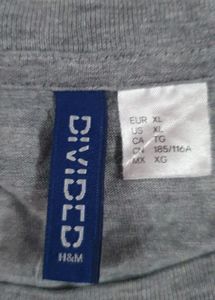 DIVIDED
H&M
EUR XL
US XL
CA TG
CN 185/116A
MX XG